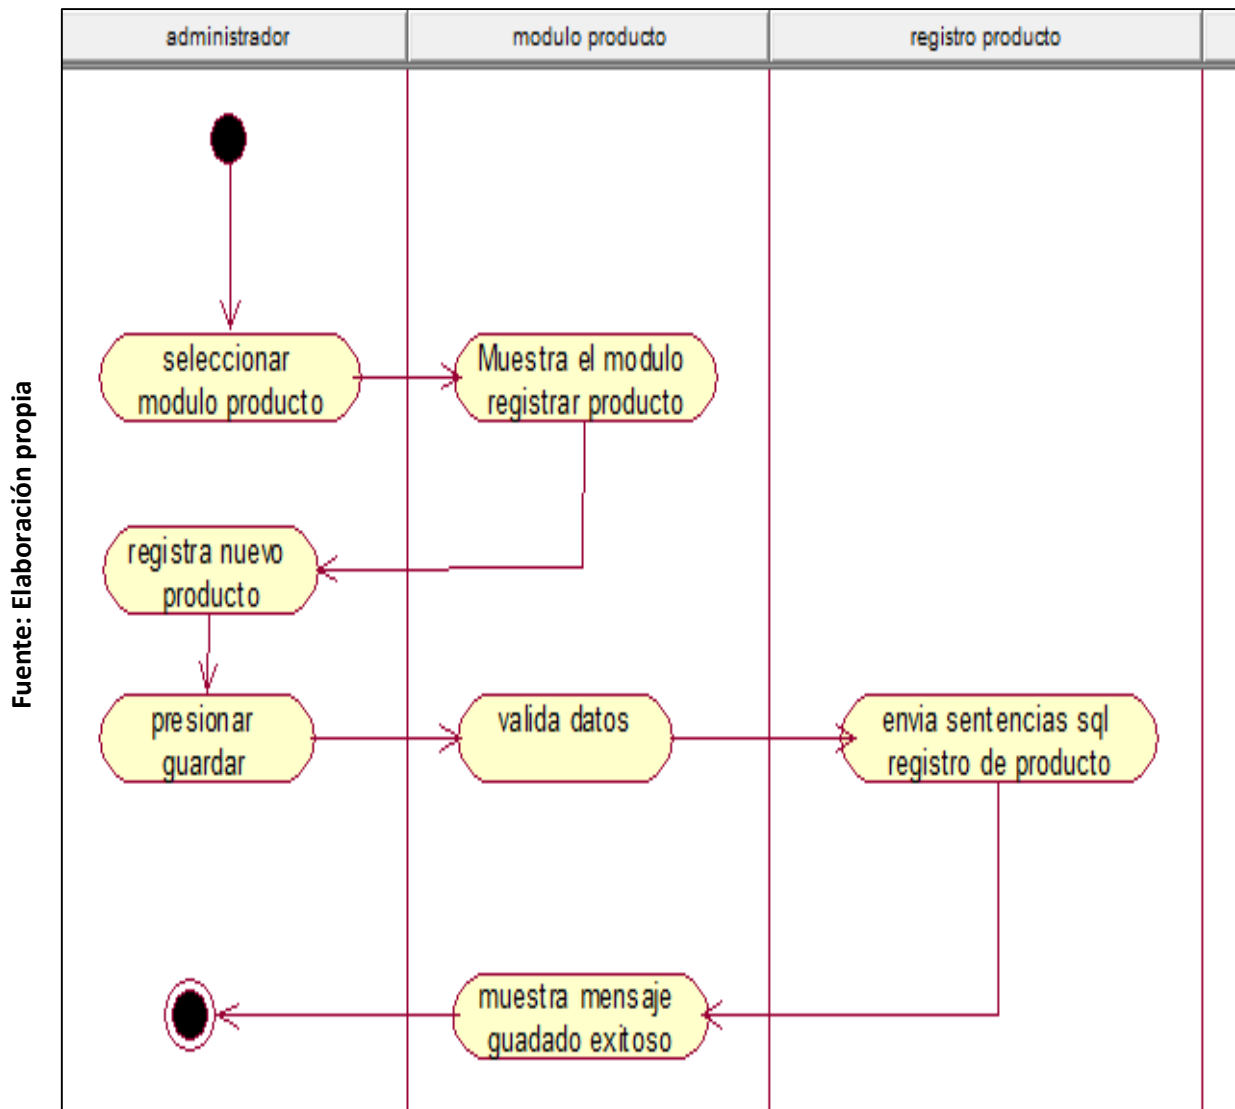 administrador
modulo producto
registro producto
seleccionar
modulo producto
Muestra el modulo
registrar producto
registra nuevo
producto
presionar
guardar
valida datos
envia sentencias sql
registro de producto
muestra mensaje
guadado exitoso
Fuente: Elaboración propia